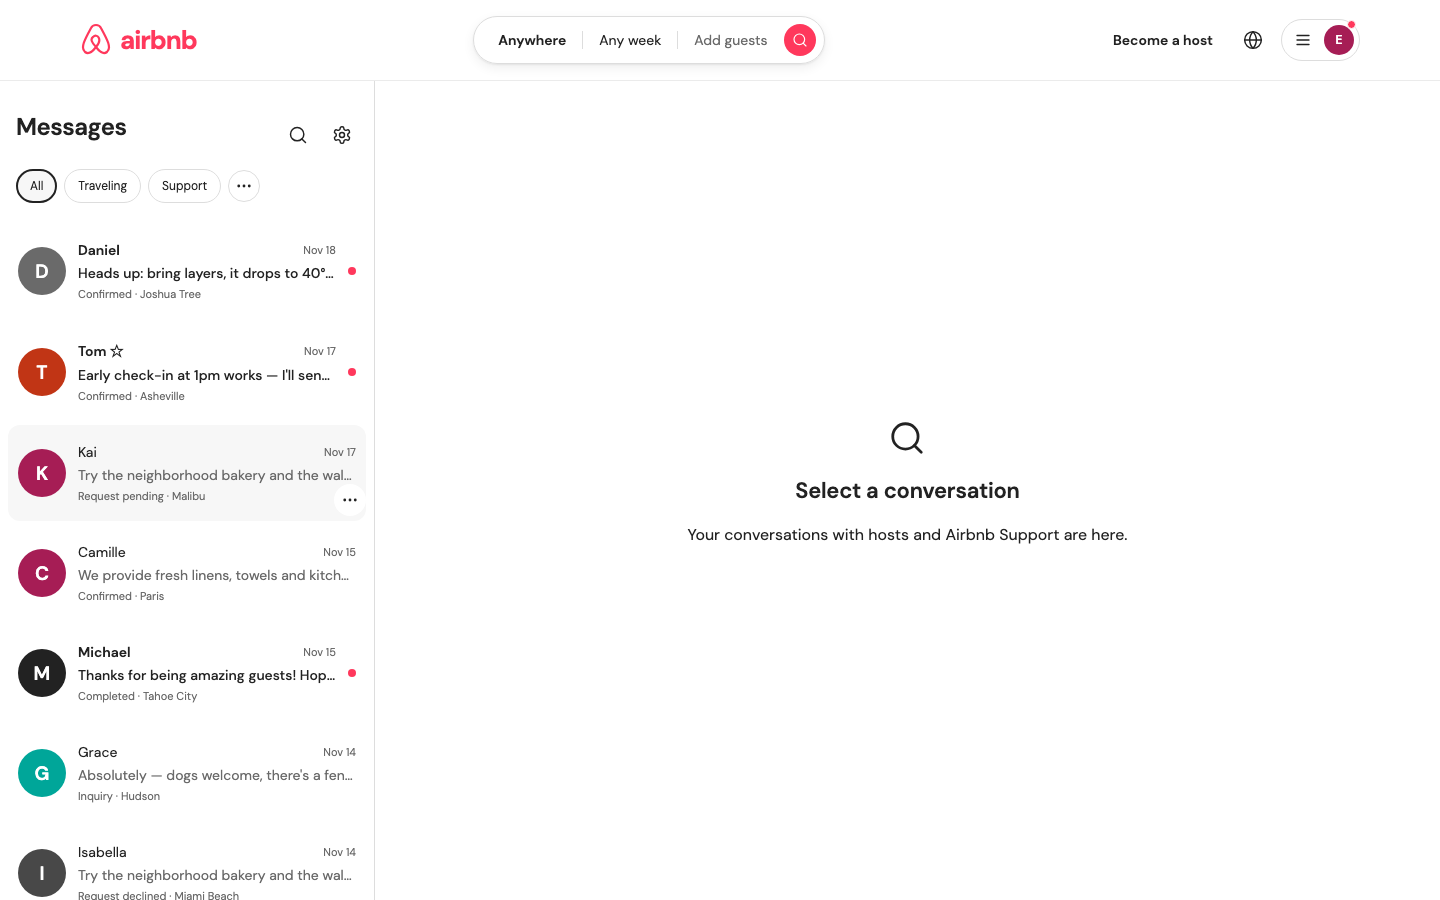 airbnb
Anywhere Any week Add guests
Become a host
E
Messages
All Traveling Support
D
Daniel Nov 18
Heads up: bring layers, it drops to 40°...
Confirmed · Joshua Tree
T
Tom ☆ Nov 17
Early check-in at 1pm works — I'll sen...
Confirmed · Asheville
K
Kai Nov 17
Try the neighborhood bakery and the wal...
Request pending · Malibu
C
Camille Nov 15
We provide fresh linens, towels and kitch...
Confirmed · Paris
M
Michael Nov 15
Thanks for being amazing guests! Hop...
Completed · Tahoe City
G
Grace Nov 14
Absolutely — dogs welcome, there's a fen...
Inquiry · Hudson
I
Isabella Nov 14
Try the neighborhood bakery and the wal...
Request declined · Miami Beach
Select a conversation
Your conversations with hosts and Airbnb Support are here.